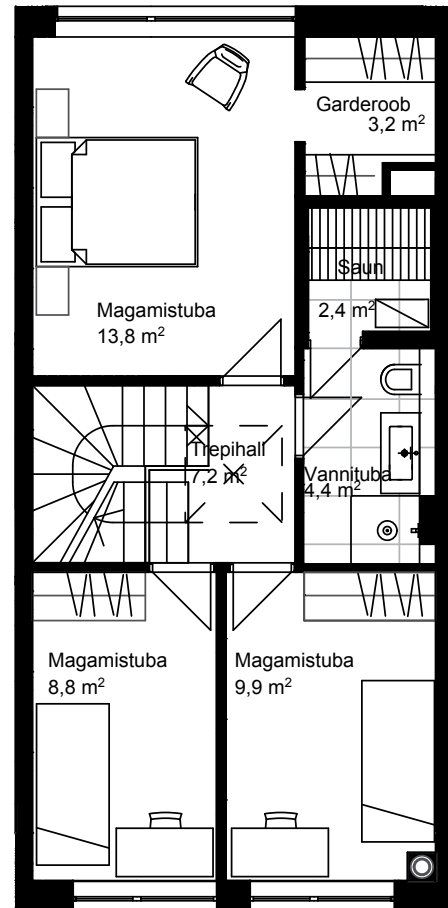 Garderoob
3,2 m²
Saun
2,4 m²
Magamistuba
13,8 m²
Trepihall
7,2 m²
Vannituba
4,4 m²
Magamistuba
8,8 m²
Magamistuba
9,9 m²